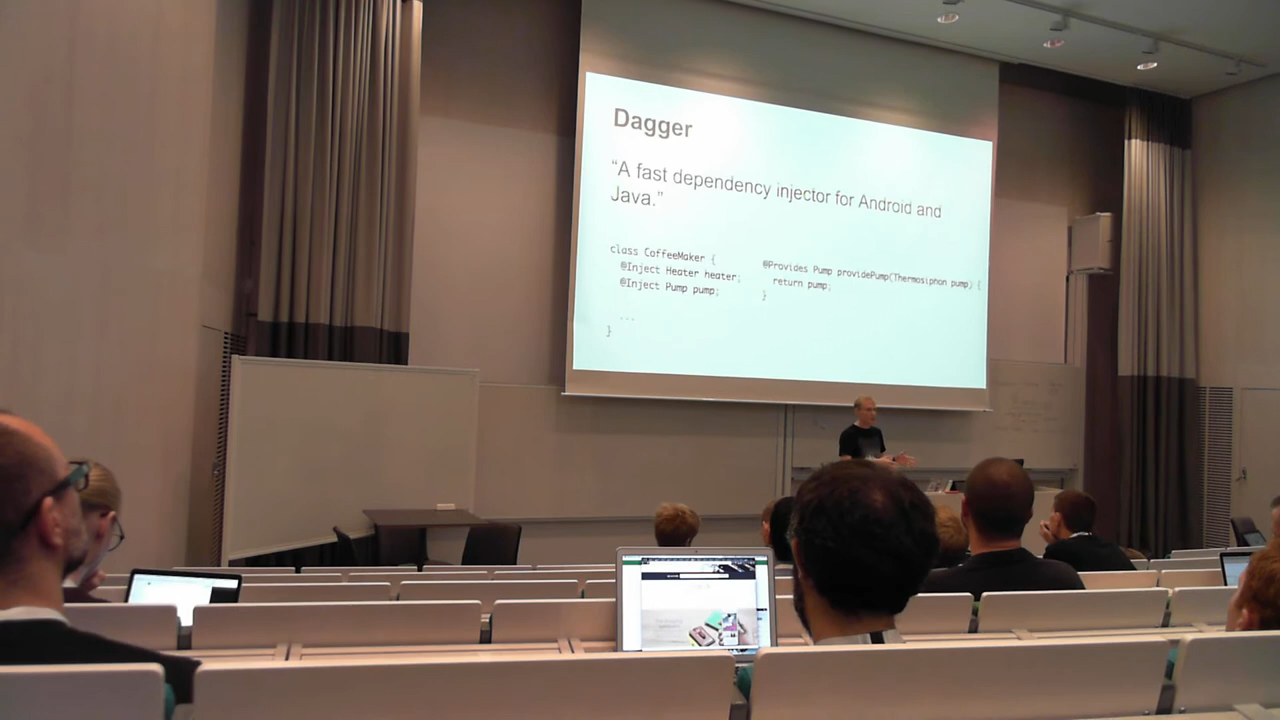 Dagger
“A fast dependency injector for Android and
Java.”
class CoffeeMaker {
@Inject Heater heater;
@Inject Pump pump;
...
}
@Provides Pump providePump(Thermosiphon pump) {
return pump;
}